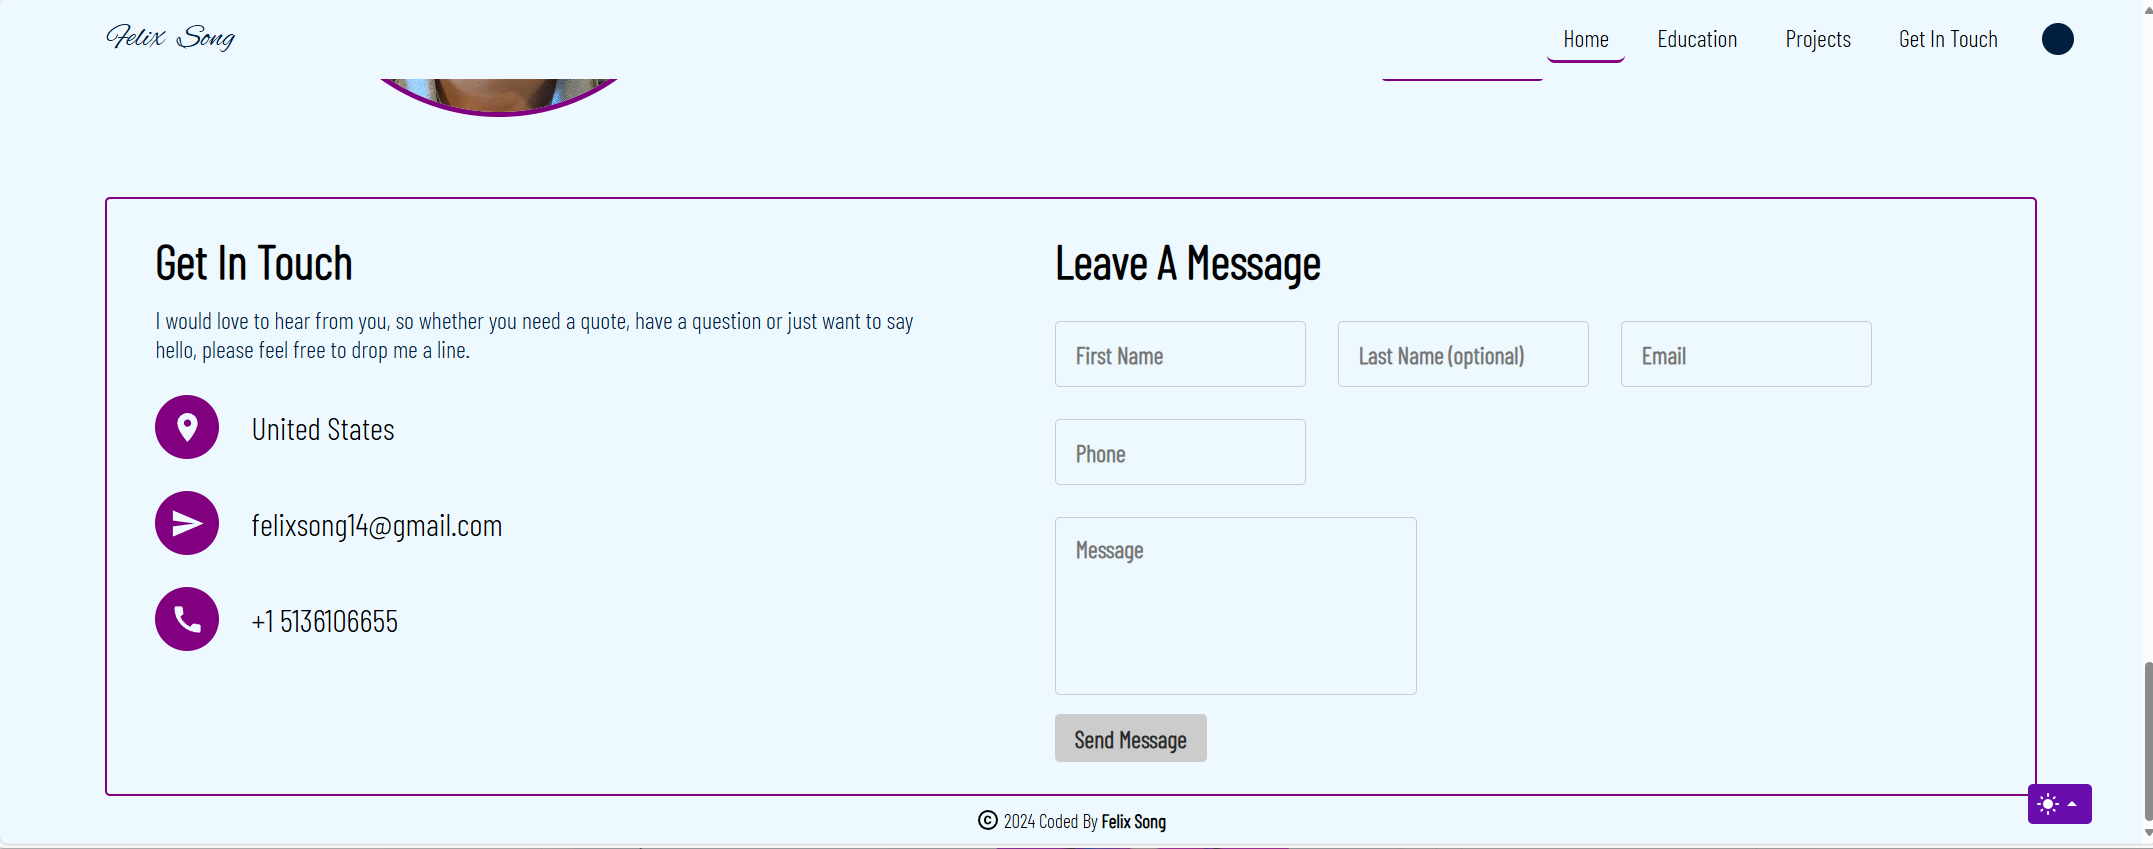 Felix Song
Home
Education
Projects
Get In Touch
Get In Touch
I would love to hear from you, so whether you need a quote, have a question or just want to say
hello, please feel free to drop me a line.
United States
felixsong14@gmail.com
+1 5136106655
Leave A Message
First Name
Last Name (optional)
Email
Phone
Message
Send Message
© 2024 Coded By Felix Song